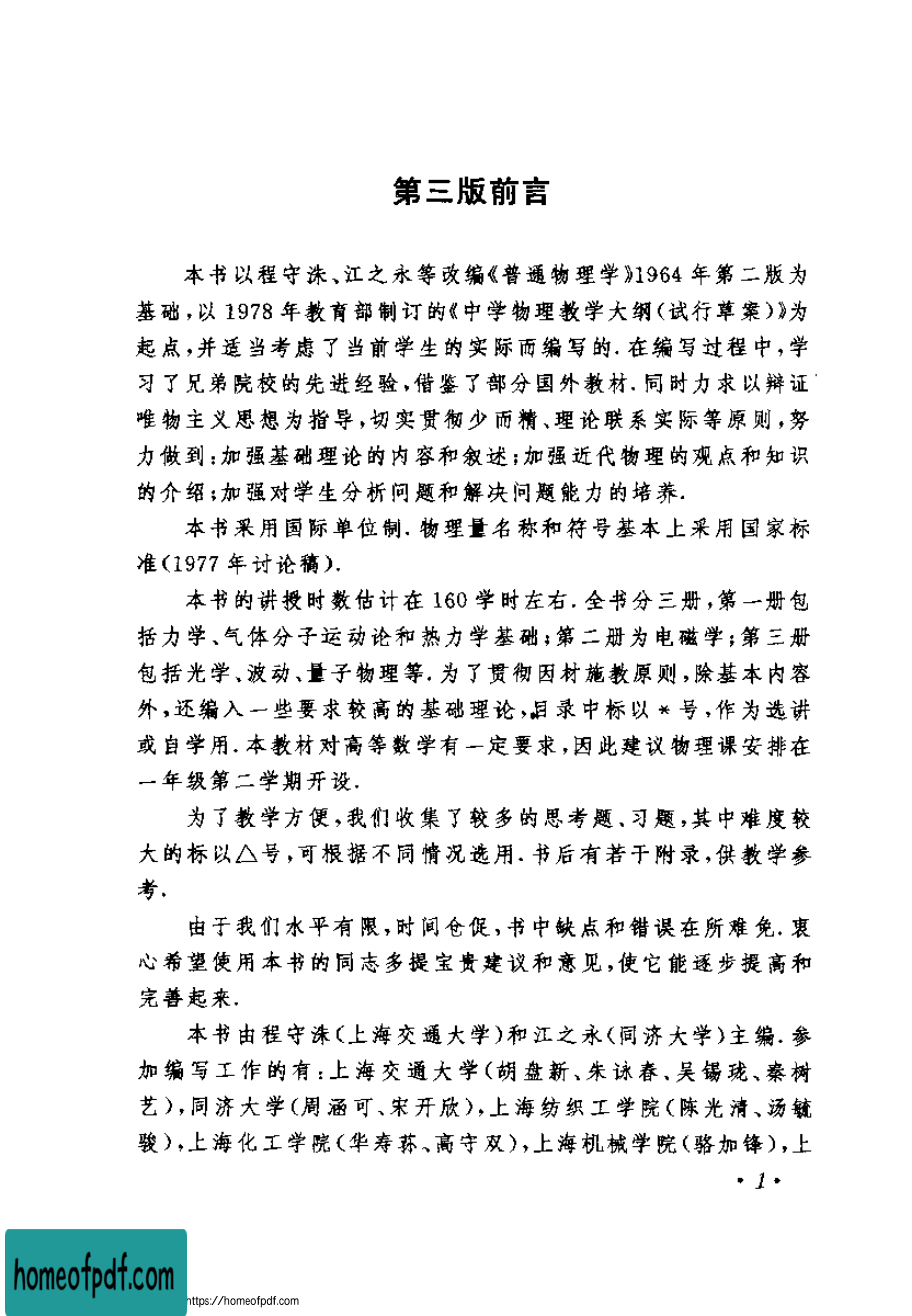 第三版前言
本书以程守洙、江之永等改编《普通物理学》1964年第二版为
基础,以1978年教育部制订的《中学物理教学大纲(试行草案)》为
起点,并适当考虑了当前学生的实际而编写的.在编写过程中,学
习了兄弟院校的先进经验,借鉴了部分国外教材.同时力求以辩证
唯物主义思想为指导,切实贯彻少而精、理论联系实际等原则,努
力做到:加强基础理论的内容和叙述;加强近代物理的观点和知识
的介绍;加强对学生分析问题和解决问题能力的培养.
本书采用国际单位制.物理量名称和符号基本上采用国家标
准(1977年讨论稿).
本书的讲授时数估计在160学时左右.全书分三册,第一册包
括力学、气体分子运动论和热力学基础;第二册为电磁学;第三册
包括光学、波动、量子物理等.为了贯彻因材施教原则,除基本内容
外,还编入一些要求较高的基础理论,目录中标以*号,作为选讲
或自学用.本教材对高等数学有一定要求,因此建议物理课安排在
一年级第二学期开设.
为了教学方便,我们收集了较多的思考题、习题,其中难度较
大的标以△号,可根据不同情况选用.书后有若干附录,供教学参
考.
由于我们水平有限,时间仓促,书中缺点和错误在所难免.衷
心希望使用本书的同志多提宝贵建议和意见,使它能逐步提高和
完善起来.
本书由程守洙(上海交通大学)和江之永(同济大学)主编.参
加编写工作的有:上海交通大学(胡盘新、朱咏春、吴锡珑、秦树
艺),同济大学(周涵可、宋开欣),上海纺织工学院(陈光清、汤毓
骏),上海化工学院(华寿荪、高守双),上海机械学院(骆加锋),上
·1·
homeofpdf.com
https://homeofpdf.com